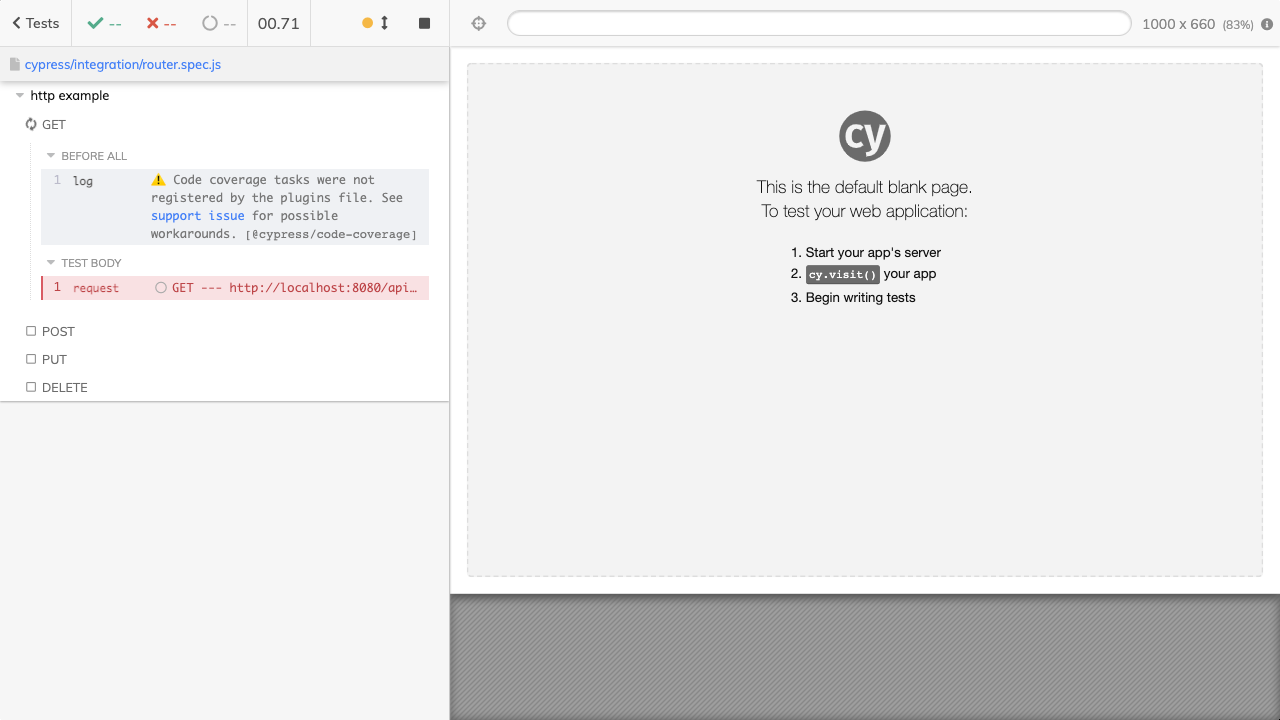 Tests
--
--
--
00.71
1000 x 660 (83%)
cypress/integration/router.spec.js
http example
GET
BEFORE ALL
1 log Code coverage tasks were not
registered by the plugins file. See
support issue for possible
workarounds. [@cypress/code-coverage]
TEST BODY
1 request GET --- http://localhost:8080/api…
POST
PUT
DELETE
cy
This is the default blank page.
To test your web application:
1. Start your app's server
2. cy.visit() your app
3. Begin writing tests